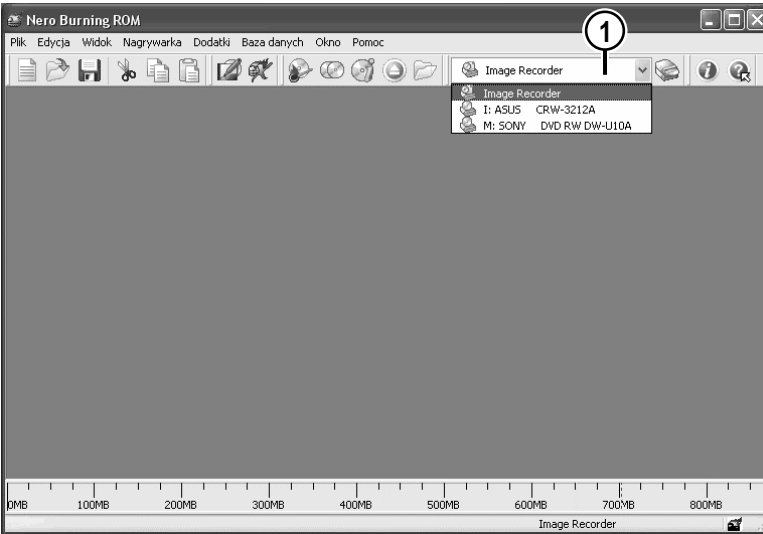 Nero Burning ROM
1
Plik Edycja Widok Nagrywarka Dodatki Baza danych Okno Pomoc
Image Recorder
Image Recorder
I: ASUS CRW-3212A
M: SONY DVD RW DW-U10A
0MB 100MB 200MB 300MB 400MB 500MB 600MB 700MB 800MB
Image Recorder